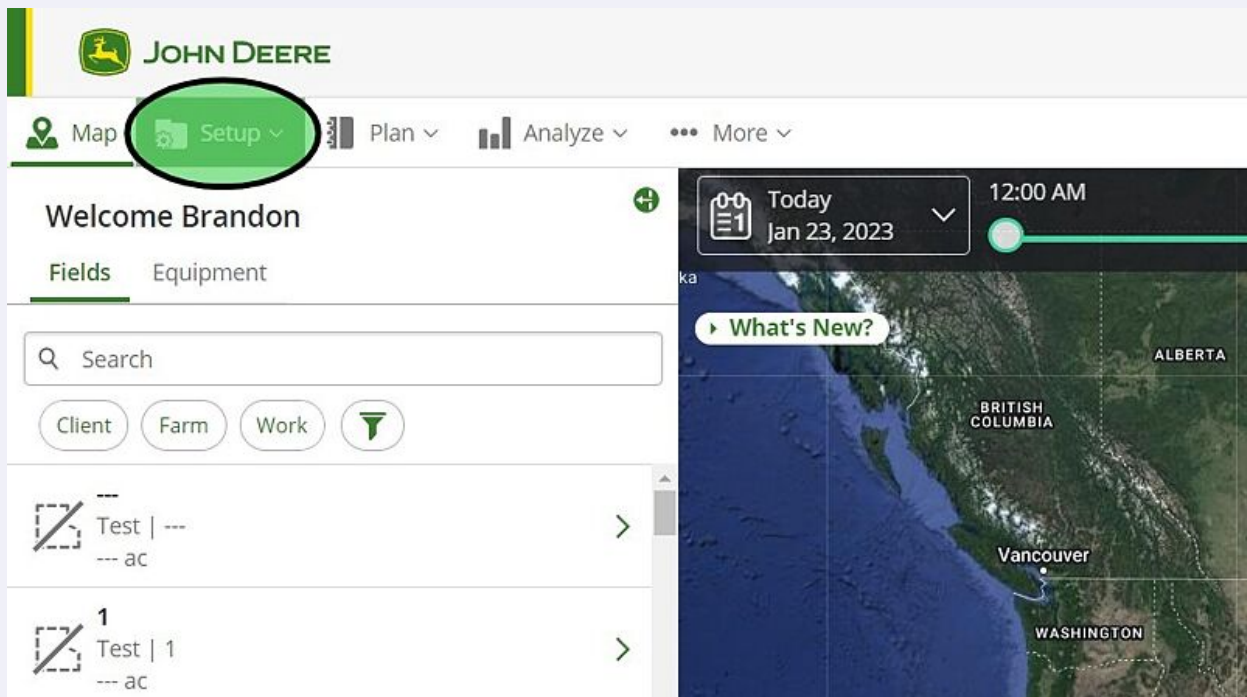 JOHN DEERE
Map Setup Plan Analyze More
Welcome Brandon
Fields Equipment
Search
Client Farm Work
---
Test | ---
--- ac
1
Test | 1
--- ac
1 Today 12:00 AM
Jan 23, 2023
ka
What's New?
ALBERTA
BRITISH
COLUMBIA
Vancouver
WASHINGTON